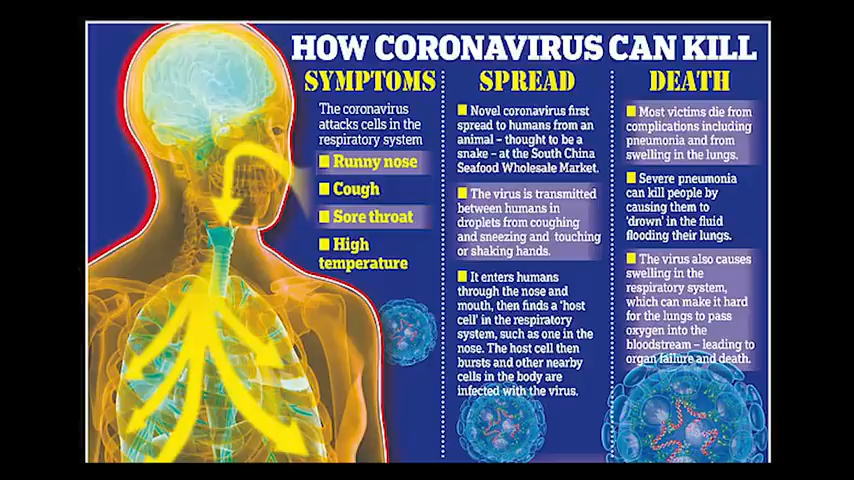 HOW CORONAVIRUS CAN KILL
SYMPTOMS
The coronavirus
attacks cells in the
respiratory system
Runny nose
Cough
Sore throat
High
temperature
SPREAD
Novel coronavirus first
spread to humans from an
animal – thought to be a
snake – at the South China
Seafood Wholesale Market.
The virus is transmitted
between humans in
droplets from coughing
and sneezing and touching
or shaking hands.
It enters humans
through the nose and
mouth, then finds a ‘host
cell’ in the respiratory
system, such as one in the
nose. The host cell then
bursts and other nearby
cells in the body are
infected with the virus.
DEATH
Most victims die from
complications including
pneumonia and from
swelling in the lungs.
Severe pneumonia
can kill people by
causing them to
‘drown’ in the fluid
flooding their lungs.
The virus also causes
swelling in the
respiratory system,
which can make it hard
for the lungs to pass
oxygen into the
bloodstream – leading to
organ failure and death.